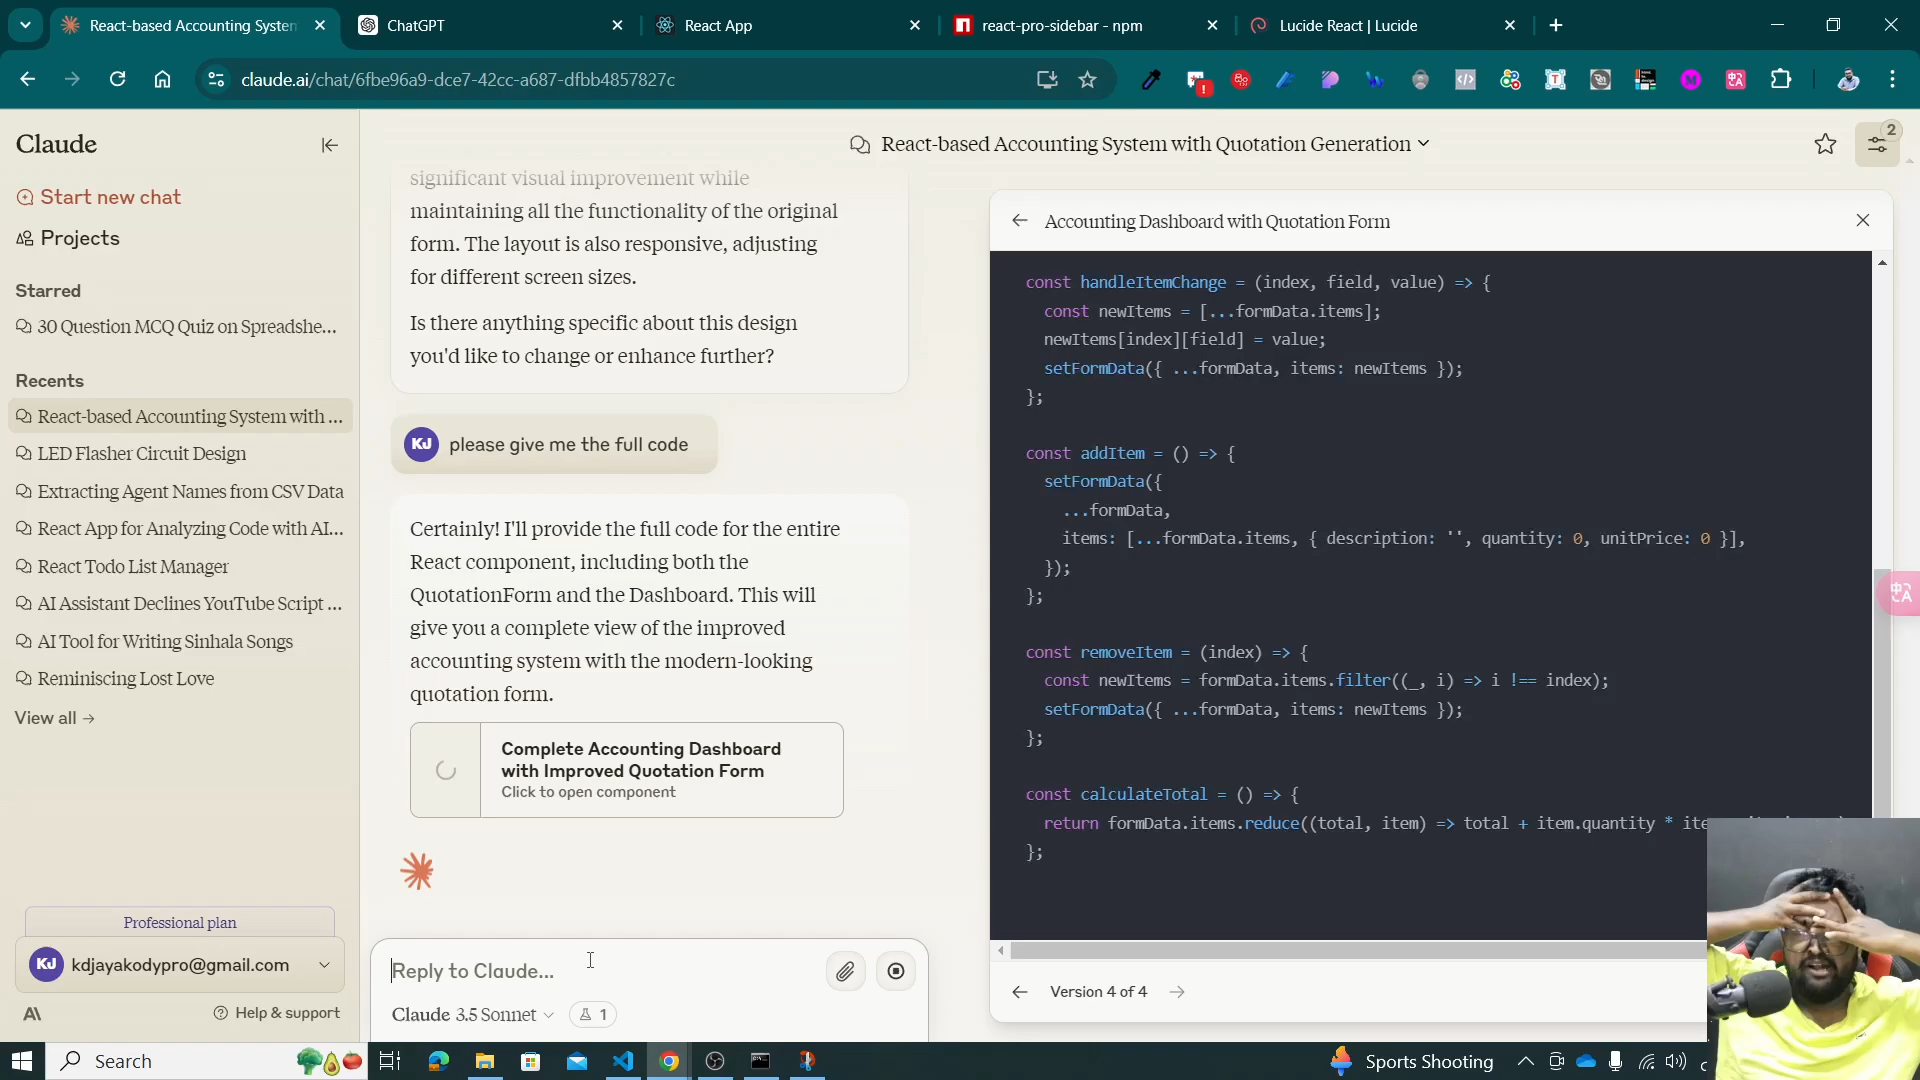 React-based Accounting System
ChatGPT
React App
react-pro-sidebar - npm
Lucide React | Lucide
claude.ai/chat/6fbe96a9-dce7-42cc-a687-dfbb4857827c
Claude
Start new chat
Projects
Starred
30 Question MCQ Quiz on Spreadshe...
Recents
React-based Accounting System with ...
LED Flasher Circuit Design
Extracting Agent Names from CSV Data
React App for Analyzing Code with AI...
React Todo List Manager
AI Assistant Declines YouTube Script ...
AI Tool for Writing Sinhala Songs
Reminiscing Lost Love
View all →
Professional plan
KJ kdjayakodypro@gmail.com
Help & support
React-based Accounting System with Quotation Generation
2
significant visual improvement while
maintaining all the functionality of the original
form. The layout is also responsive, adjusting
for different screen sizes.
Is there anything specific about this design
you'd like to change or enhance further?
KJ please give me the full code
Certainly! I'll provide the full code for the entire
React component, including both the
QuotationForm and the Dashboard. This will
give you a complete view of the improved
accounting system with the modern-looking
quotation form.
Complete Accounting Dashboard
with Improved Quotation Form
Click to open component
Reply to Claude...
Claude 3.5 Sonnet
1
Accounting Dashboard with Quotation Form
const handleItemChange = (index, field, value) => {
const newItems = [...formData.items];
newItems[index][field] = value;
setFormData({ ...formData, items: newItems });
};
const addItem = () => {
setFormData({
...formData,
items: [...formData.items, { description: '', quantity: 0, unitPrice: 0 }],
});
};
const removeItem = (index) => {
const newItems = formData.items.filter((_, i) => i !== index);
setFormData({ ...formData, items: newItems });
};
const calculateTotal = () => {
return formData.items.reduce((total, item) => total + item.quantity * ite
};
Version 4 of 4
Search
Sports Shooting